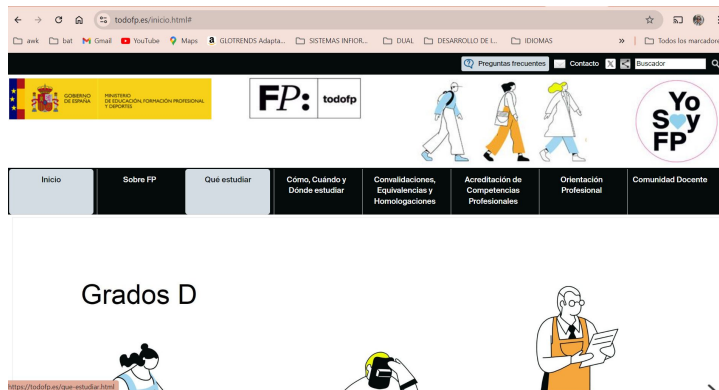 todofp.es/inicio.html#
awk bat Gmail YouTube Maps GLOTRENDS Adapta... SISTEMAS INFIOR... DUAL DESARROLLO DE I... IDIOMAS » Todos los marcadores
Preguntas frecuentes Contacto Buscador
GOBIERNO
DE ESPAÑA
MINISTERIO
DE EDUCACIÓN, FORMACIÓN PROFESIONAL
Y DEPORTES
FP: todofp
Yo
Soy
FP
Inicio
Sobre FP
Qué estudiar
Cómo, Cuándo y
Dónde estudiar
Convalidaciones,
Equivalencias y
Homologaciones
Acreditación de
Competencias
Profesionales
Orientación
Profesional
Comunidad Docente
Grados D
https://todofp.es/que-estudiar.html